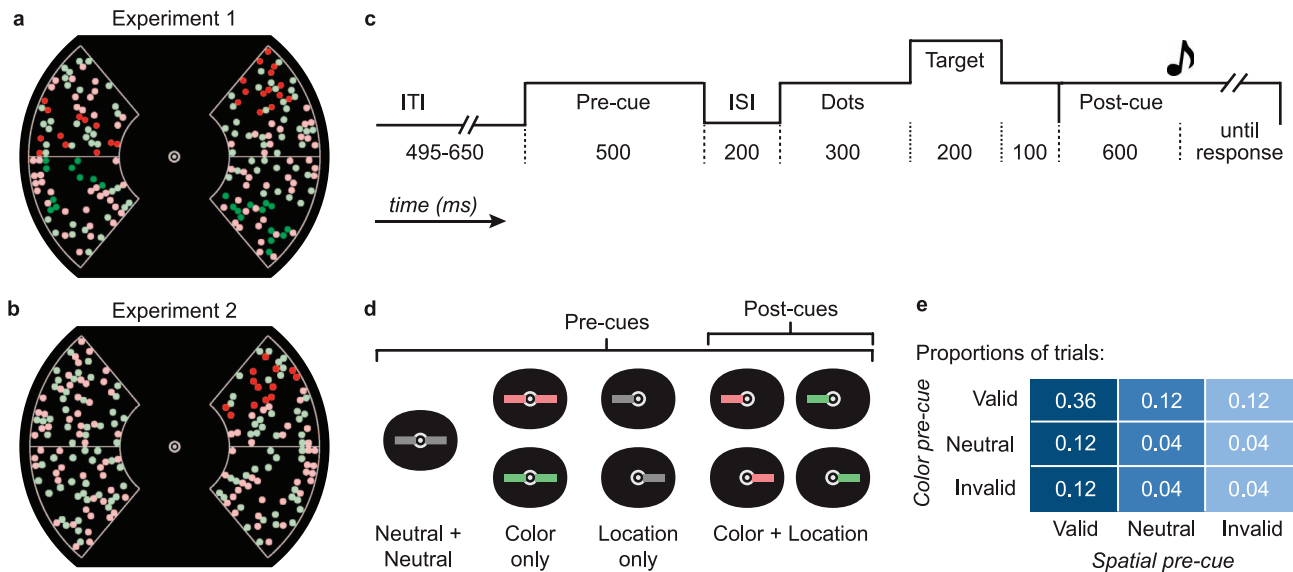 a
Experiment 1
b
Experiment 2
c
ITI
Pre-cue
ISI
Dots
Target
Post-cue
495-650
500
200
300
200
100
600
until
response
time (ms)
d
Pre-cues
Post-cues
Neutral +
Neutral
Color
only
Location
only
Color + Location
e
Proportions of trials:
Color pre-cue
Valid 0.36 0.12 0.12
Neutral 0.12 0.04 0.04
Invalid 0.12 0.04 0.04
Valid Neutral Invalid
Spatial pre-cue